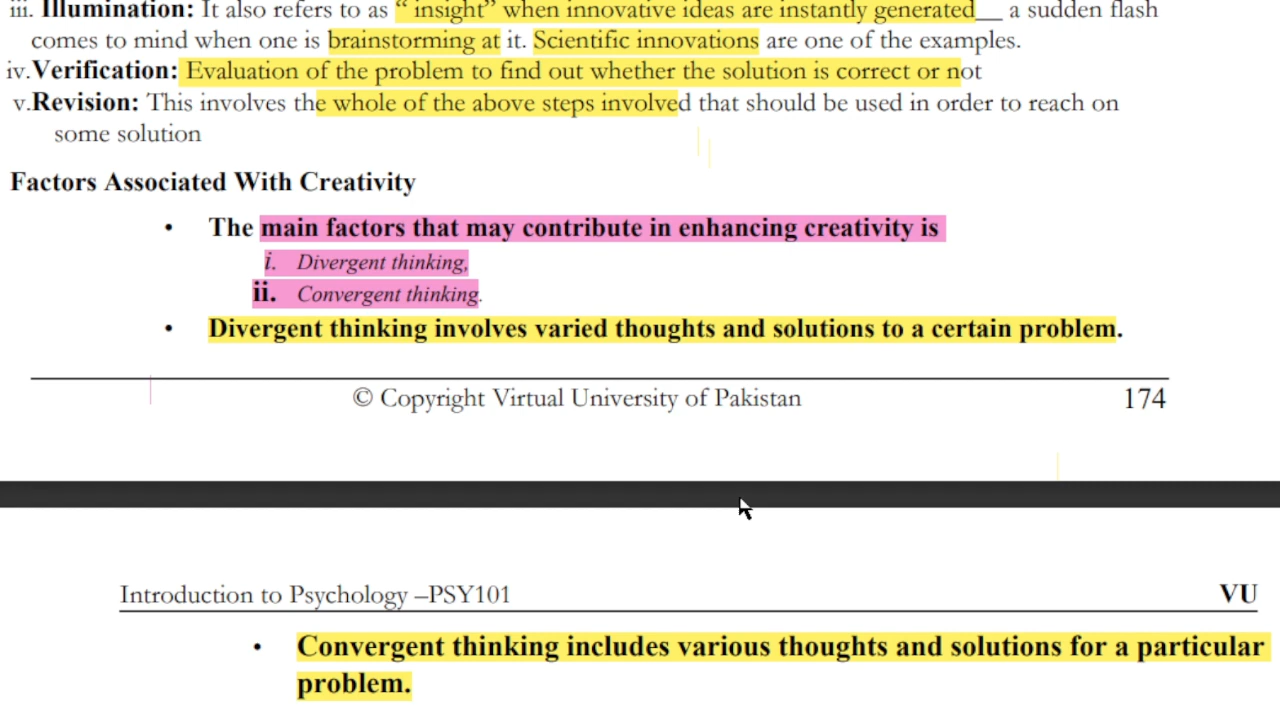 iii. Illumination: It also refers to as “ insight” when innovative ideas are instantly generated__ a sudden flash
comes to mind when one is brainstorming at it. Scientific innovations are one of the examples.
iv.Verification: Evaluation of the problem to find out whether the solution is correct or not
v.Revision: This involves the whole of the above steps involved that should be used in order to reach on
some solution
Factors Associated With Creativity
• The main factors that may contribute in enhancing creativity is
i. Divergent thinking,
ii. Convergent thinking.
• Divergent thinking involves varied thoughts and solutions to a certain problem.
© Copyright Virtual University of Pakistan 174
Introduction to Psychology –PSY101 VU
• Convergent thinking includes various thoughts and solutions for a particular
problem.